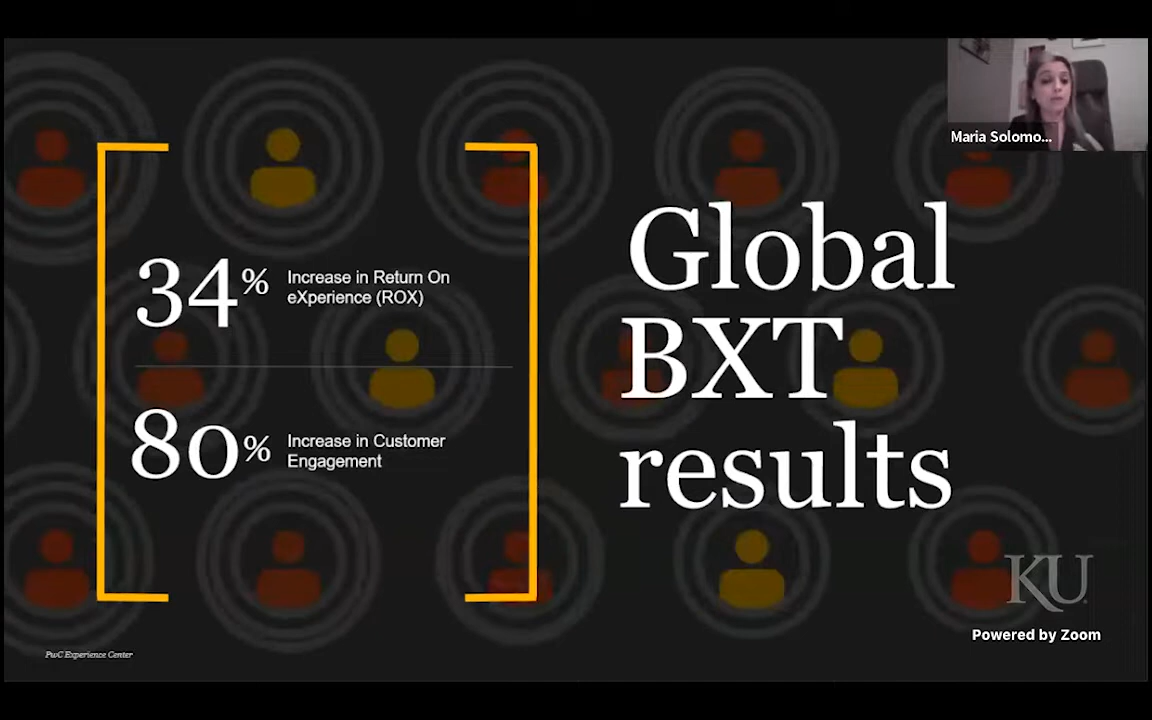 Maria Solomo...
34% Increase in Return On
eXperience (ROX)
80% Increase in Customer
Engagement
Global
BXT
results
KU
Powered by Zoom
PwC Experience Center